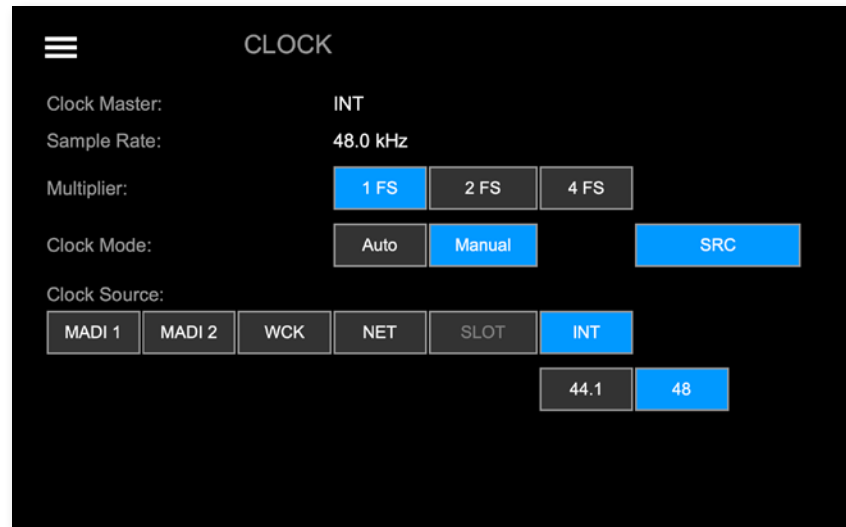 CLOCK
Clock Master: INT
Sample Rate: 48.0 kHz
Multiplier: 1 FS 2 FS 4 FS
Clock Mode: Auto Manual SRC
Clock Source:
MADI 1 MADI 2 WCK NET SLOT INT
44.1 48